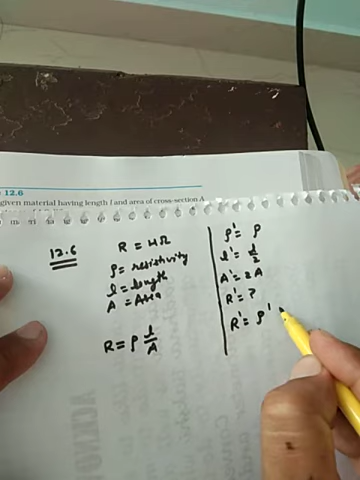 12.6
given material having length l and area of cross-section A
12.6
R = 4Ω
ρ = resistivity
l = length
A = Area
R = ρ l/A
ρ' = ρ
l' = l/2
A' = 2A
R' = ?
R' = ρ'